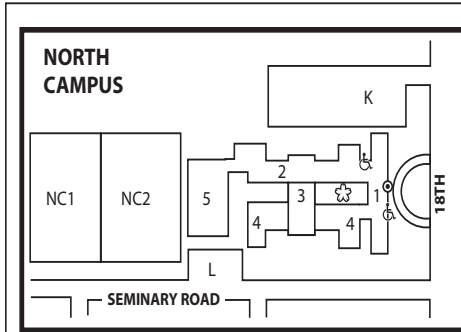 NORTH
CAMPUS
K
2
NC1
NC2
5
3
1
18TH
4
4
L
SEMINARY ROAD